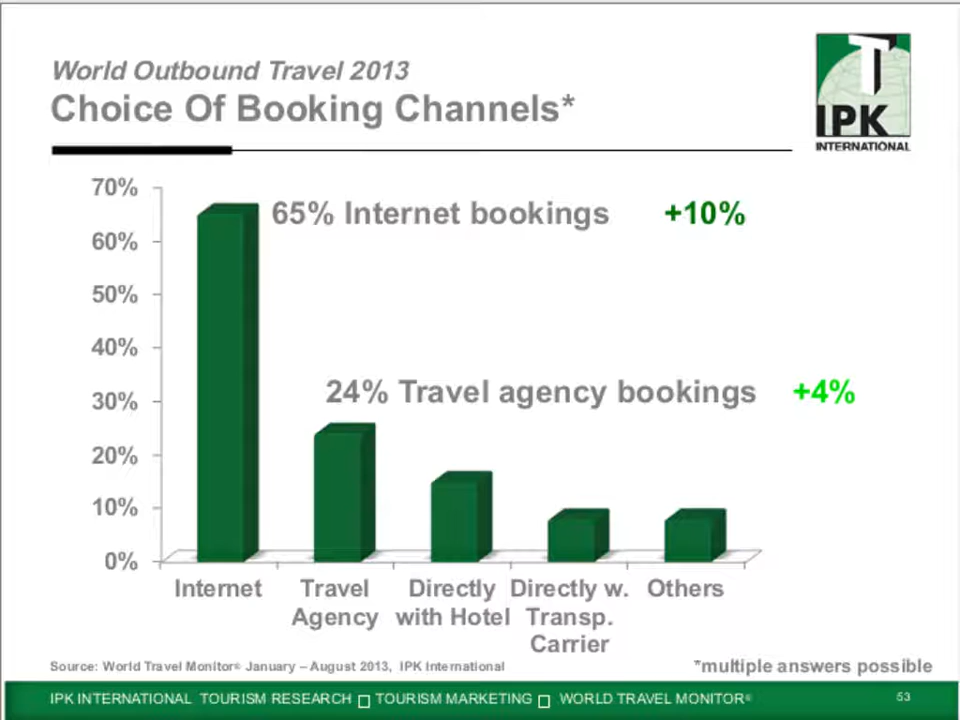 World Outbound Travel 2013
Choice Of Booking Channels*
IPK
INTERNATIONAL
70%
65% Internet bookings +10%
60%
50%
40%
24% Travel agency bookings +4%
30%
20%
10%
0%
Internet
Travel
Agency
Directly
with Hotel
Directly w.
Transp.
Carrier
Others
Source: World Travel Monitor® January – August 2013, IPK International
*multiple answers possible
IPK INTERNATIONAL TOURISM RESEARCH □ TOURISM MARKETING □ WORLD TRAVEL MONITOR® 53